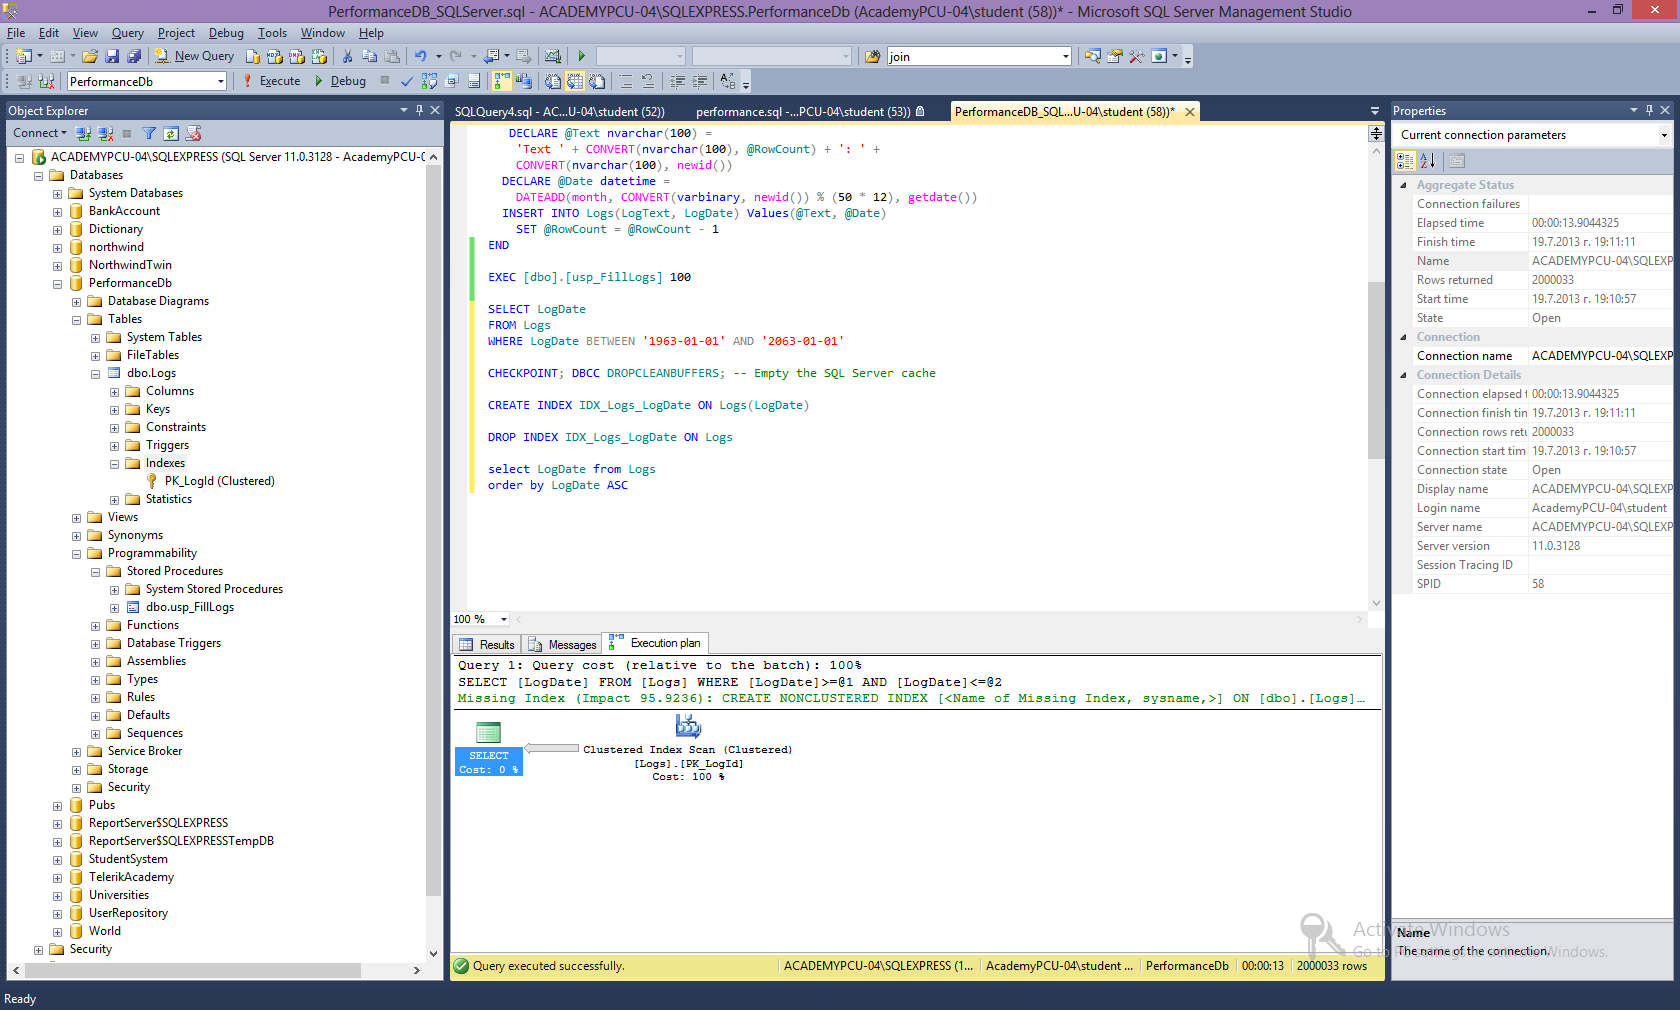 PerformanceDB_SQLServer.sql - ACADEMYPCU-04\SQLEXPRESS.PerformanceDb (AcademyPCU-04\student (58))* - Microsoft SQL Server Management Studio
File Edit View Query Project Debug Tools Window Help
New Query
join
PerformanceDb
Execute
Debug
Object Explorer
Connect
ACADEMYPCU-04\SQLEXPRESS (SQL Server 11.0.3128 - AcademyPCU-0
Databases
System Databases
BankAccount
Dictionary
northwind
NorthwindTwin
PerformanceDb
Database Diagrams
Tables
System Tables
FileTables
dbo.Logs
Columns
Keys
Constraints
Triggers
Indexes
PK_LogId (Clustered)
Statistics
Views
Synonyms
Programmability
Stored Procedures
System Stored Procedures
dbo.usp_FillLogs
Functions
Database Triggers
Assemblies
Types
Rules
Defaults
Sequences
Service Broker
Storage
Security
Pubs
ReportServer$SQLEXPRESS
ReportServer$SQLEXPRESSTempDB
StudentSystem
TelerikAcademy
Universities
UserRepository
World
Security
SQLQuery4.sql - AC...U-04\student (52))
performance.sql -...PCU-04\student (53))
PerformanceDB_SQL...U-04\student (58))*
DECLARE @Text nvarchar(100) =
'Text ' + CONVERT(nvarchar(100), @RowCount) + ': ' +
CONVERT(nvarchar(100), newid())
DECLARE @Date datetime =
DATEADD(month, CONVERT(varbinary, newid()) % (50 * 12), getdate())
INSERT INTO Logs(LogText, LogDate) Values(@Text, @Date)
SET @RowCount = @RowCount - 1
END
EXEC [dbo].[usp_FillLogs] 100
SELECT LogDate
FROM Logs
WHERE LogDate BETWEEN '1963-01-01' AND '2063-01-01'
CHECKPOINT; DBCC DROPCLEANBUFFERS; -- Empty the SQL Server cache
CREATE INDEX IDX_Logs_LogDate ON Logs(LogDate)
DROP INDEX IDX_Logs_LogDate ON Logs
select LogDate from Logs
order by LogDate ASC
100 %
Results
Messages
Execution plan
Query 1: Query cost (relative to the batch): 100%
SELECT [LogDate] FROM [Logs] WHERE [LogDate]>=@1 AND [LogDate]<=@2
Missing Index (Impact 95.9236): CREATE NONCLUSTERED INDEX [<Name of Missing Index, sysname,>] ON [dbo].[Logs]...
SELECT
Cost: 0 %
Clustered Index Scan (Clustered)
[Logs].[PK_LogId]
Cost: 100 %
Query executed successfully.
ACADEMYPCU-04\SQLEXPRESS (1...
AcademyPCU-04\student ...
PerformanceDb
00:00:13
2000033 rows
Properties
Current connection parameters
Aggregate Status
Connection failures
Elapsed time 00:00:13.9044325
Finish time 19.7.2013 г. 19:11:11
Name ACADEMYPCU-04\SQLEXP
Rows returned 2000033
Start time 19.7.2013 г. 19:10:57
State Open
Connection
Connection name ACADEMYPCU-04\SQLEXP
Connection Details
Connection elapsed t 00:00:13.9044325
Connection finish tin 19.7.2013 г. 19:11:11
Connection rows retu 2000033
Connection start tim 19.7.2013 г. 19:10:57
Connection state Open
Display name ACADEMYPCU-04\SQLEXP
Login name AcademyPCU-04\student
Server name ACADEMYPCU-04\SQLEXP
Server version 11.0.3128
Session Tracing ID
SPID 58
Activate Windows
Name
The name of the connection.
Ready